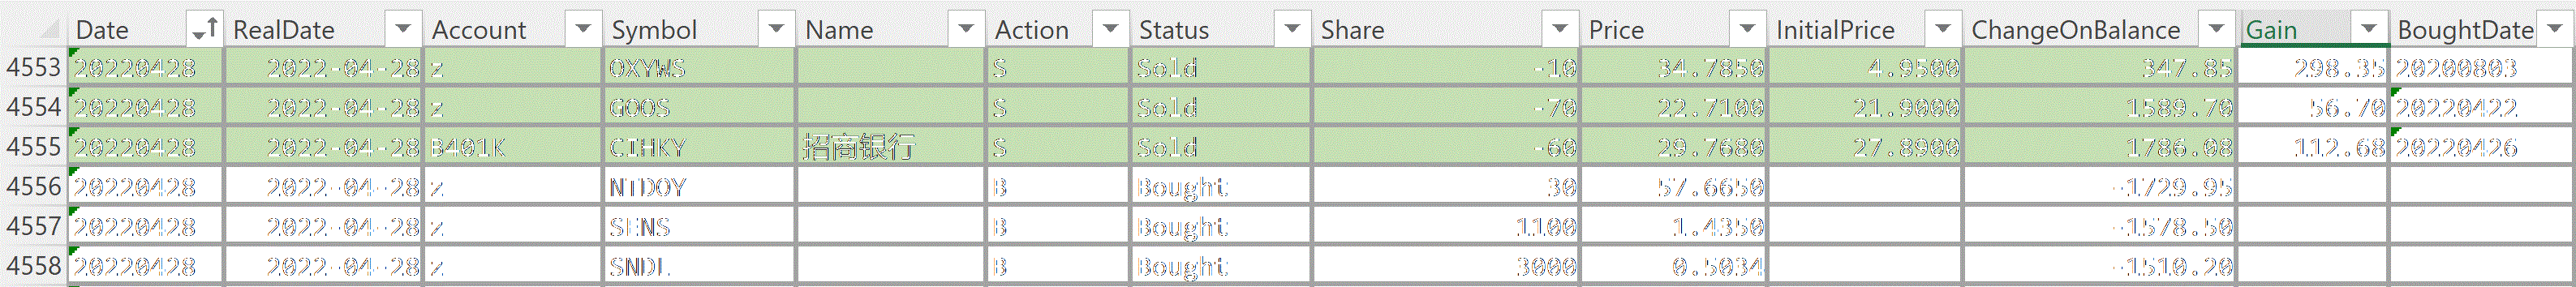 Date RealDate Account Symbol Name Action Status Share Price InitialPrice ChangeOnBalance Gain BoughtDate
4553 20220428 2022-04-28 z OXYWS S Sold -10 34.7850 4.9500 347.85 298.35 20200803
4554 20220428 2022-04-28 z GOOS S Sold -70 22.7100 21.9000 1589.70 56.70 20220422
4555 20220428 2022-04-28 B401K CIHKY 招商银行 S Sold -60 29.7680 27.8900 1786.08 112.68 20220426
4556 20220428 2022-04-28 z NTDOY B Bought 30 57.6650 -1729.95
4557 20220428 2022-04-28 z SENS B Bought 1100 1.4350 -1578.50
4558 20220428 2022-04-28 z SNDL B Bought 3000 0.5034 -1510.20